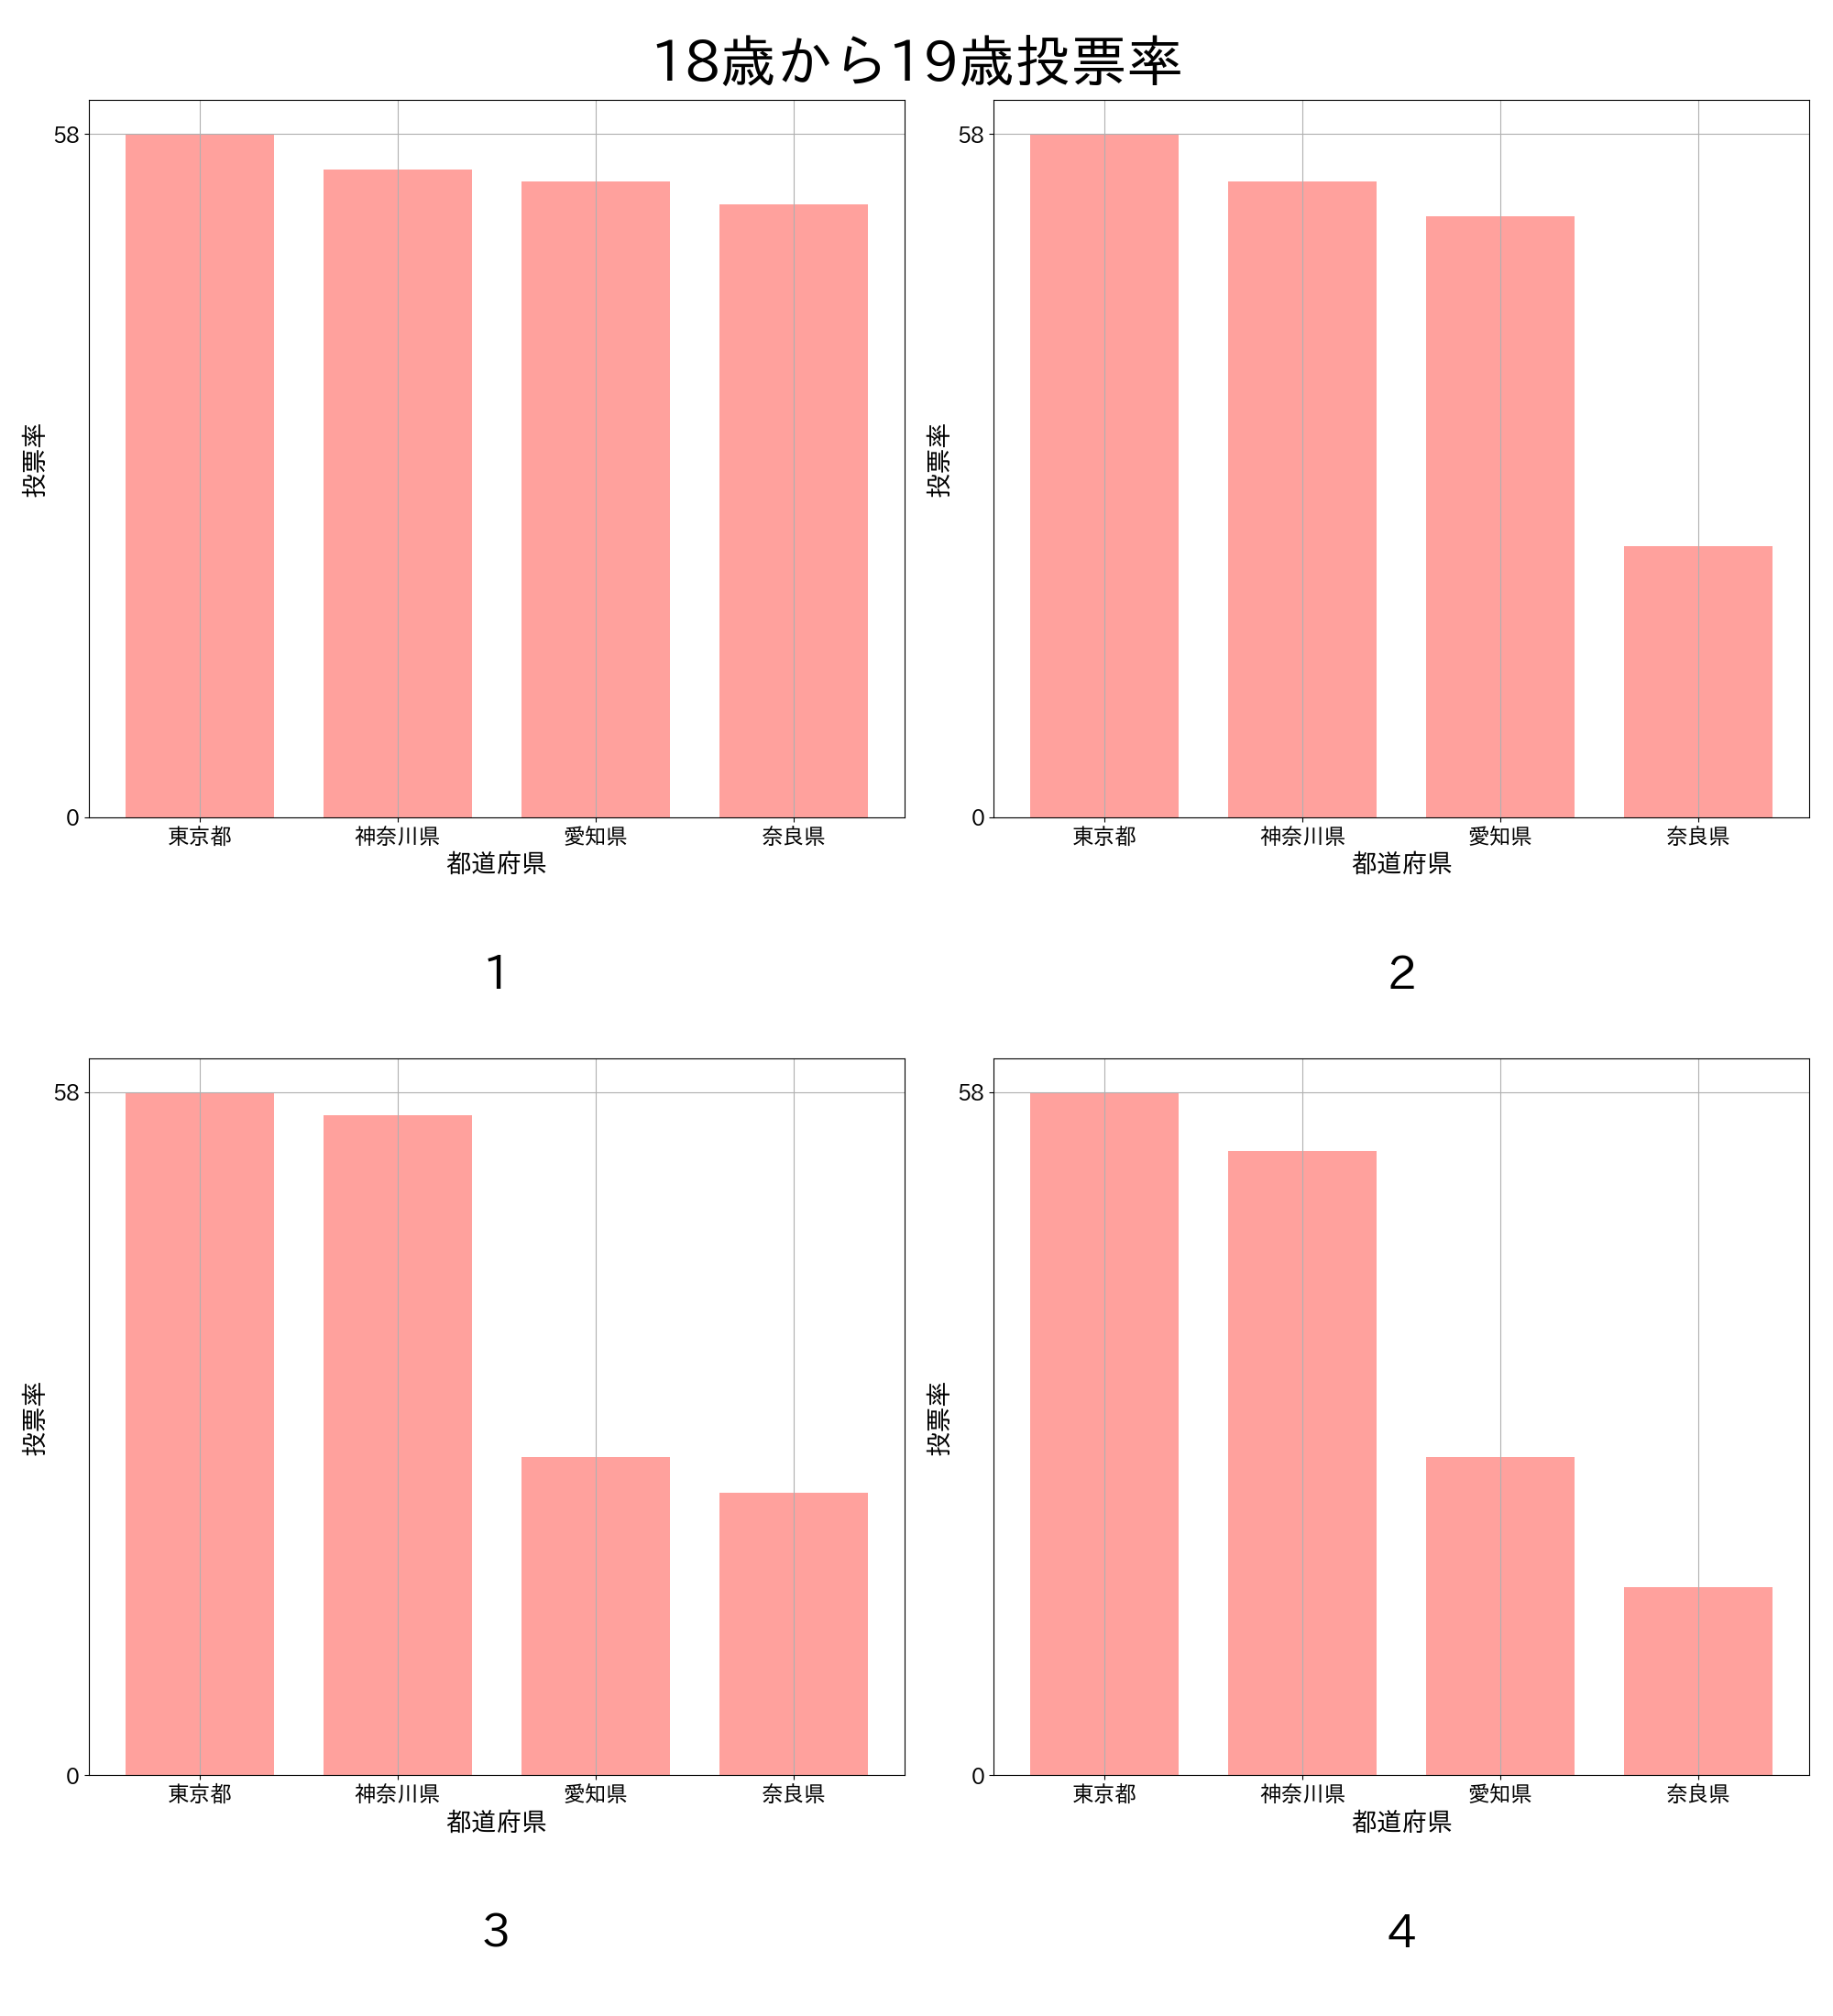 18歳から19歳投票率
58
0
投票率
東京都 神奈川県 愛知県 奈良県
都道府県
1
58
0
投票率
東京都 神奈川県 愛知県 奈良県
都道府県
2
58
0
投票率
東京都 神奈川県 愛知県 奈良県
都道府県
3
58
0
投票率
東京都 神奈川県 愛知県 奈良県
都道府県
4